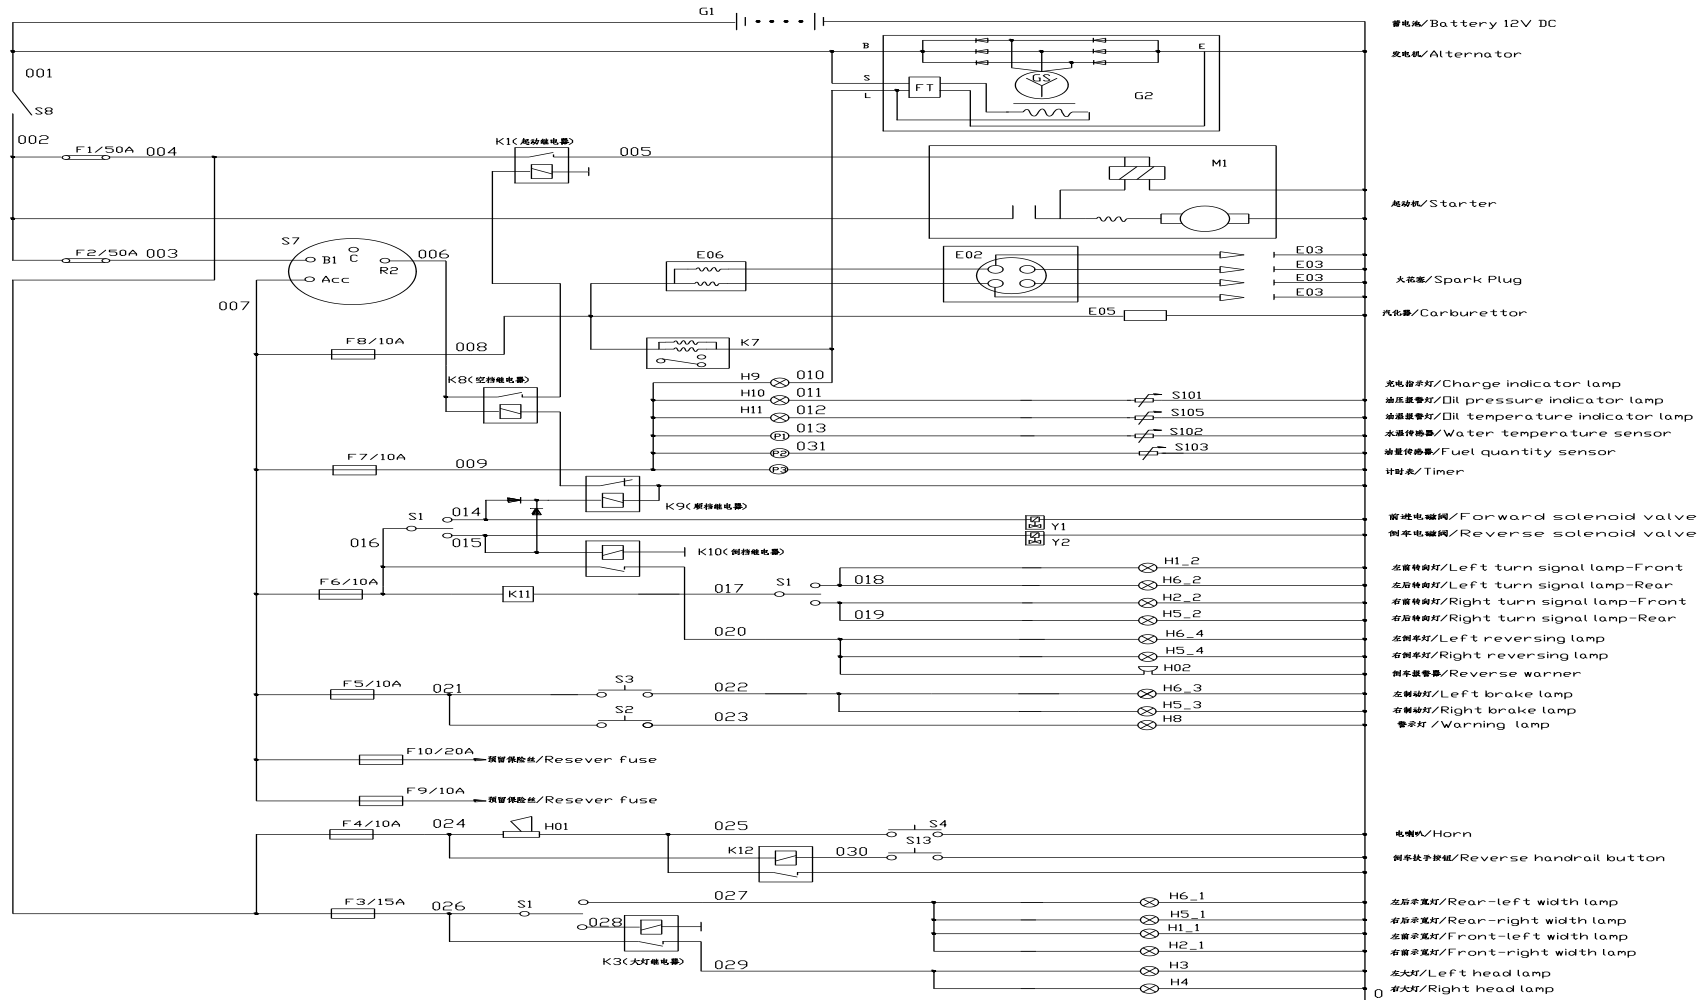 G1
蓄电池/Battery 12V DC
B
E
发电机/Alternator
001
S
GS
FT
L
G2
S8
002
F1/50A
004
K1(起动继电器)
005
M1
起动机/Starter
F2/50A
003
S7
B1
C
R2
Acc
006
E06
E02
E03
E03
E03
E03
火花塞/Spark Plug
007
E05
汽化器/Carburettor
F8/10A
008
K7
K8(空挡继电器)
H9
010
充电指示灯/Charge indicator lamp
H10
011
S101
油压报警灯/Oil pressure indicator lamp
H11
012
S105
油温报警灯/Oil temperature indicator lamp
P1
013
S102
水温传感器/Water temperature sensor
P2
031
S103
油量传感器/Fuel quantity sensor
F7/10A
009
P3
计时表/Timer
K9(顺挡继电器)
S1
014
Y1
前进电磁阀/Forward solenoid valve
016
015
Y2
倒车电磁阀/Reverse solenoid valve
K10(倒挡继电器)
H1_2
左前转向灯/Left turn signal lamp-Front
F6/10A
K11
017
S1
018
H6_2
左后转向灯/Left turn signal lamp-Rear
H2_2
右前转向灯/Right turn signal lamp-Front
019
H5_2
右后转向灯/Right turn signal lamp-Rear
020
H6_4
左倒车灯/Left reversing lamp
H5_4
右倒车灯/Right reversing lamp
H02
倒车报警器/Reverse warner
F5/10A
021
S3
022
H6_3
左制动灯/Left brake lamp
H5_3
右制动灯/Right brake lamp
S2
023
H8
警示灯/Warning lamp
F10/20A
预留保险丝/Resever fuse
F9/10A
预留保险丝/Resever fuse
F4/10A
024
H01
025
S4
电喇叭/Horn
K12
030
S13
倒车扶手按钮/Reverse handrail button
F3/15A
026
S1
027
H6_1
左后示宽灯/Rear-left width lamp
028
H5_1
右后示宽灯/Rear-right width lamp
H1_1
左前示宽灯/Front-left width lamp
H2_1
右前示宽灯/Front-right width lamp
K3(大灯继电器)
029
H3
左大灯/Left head lamp
H4
0
右大灯/Right head lamp